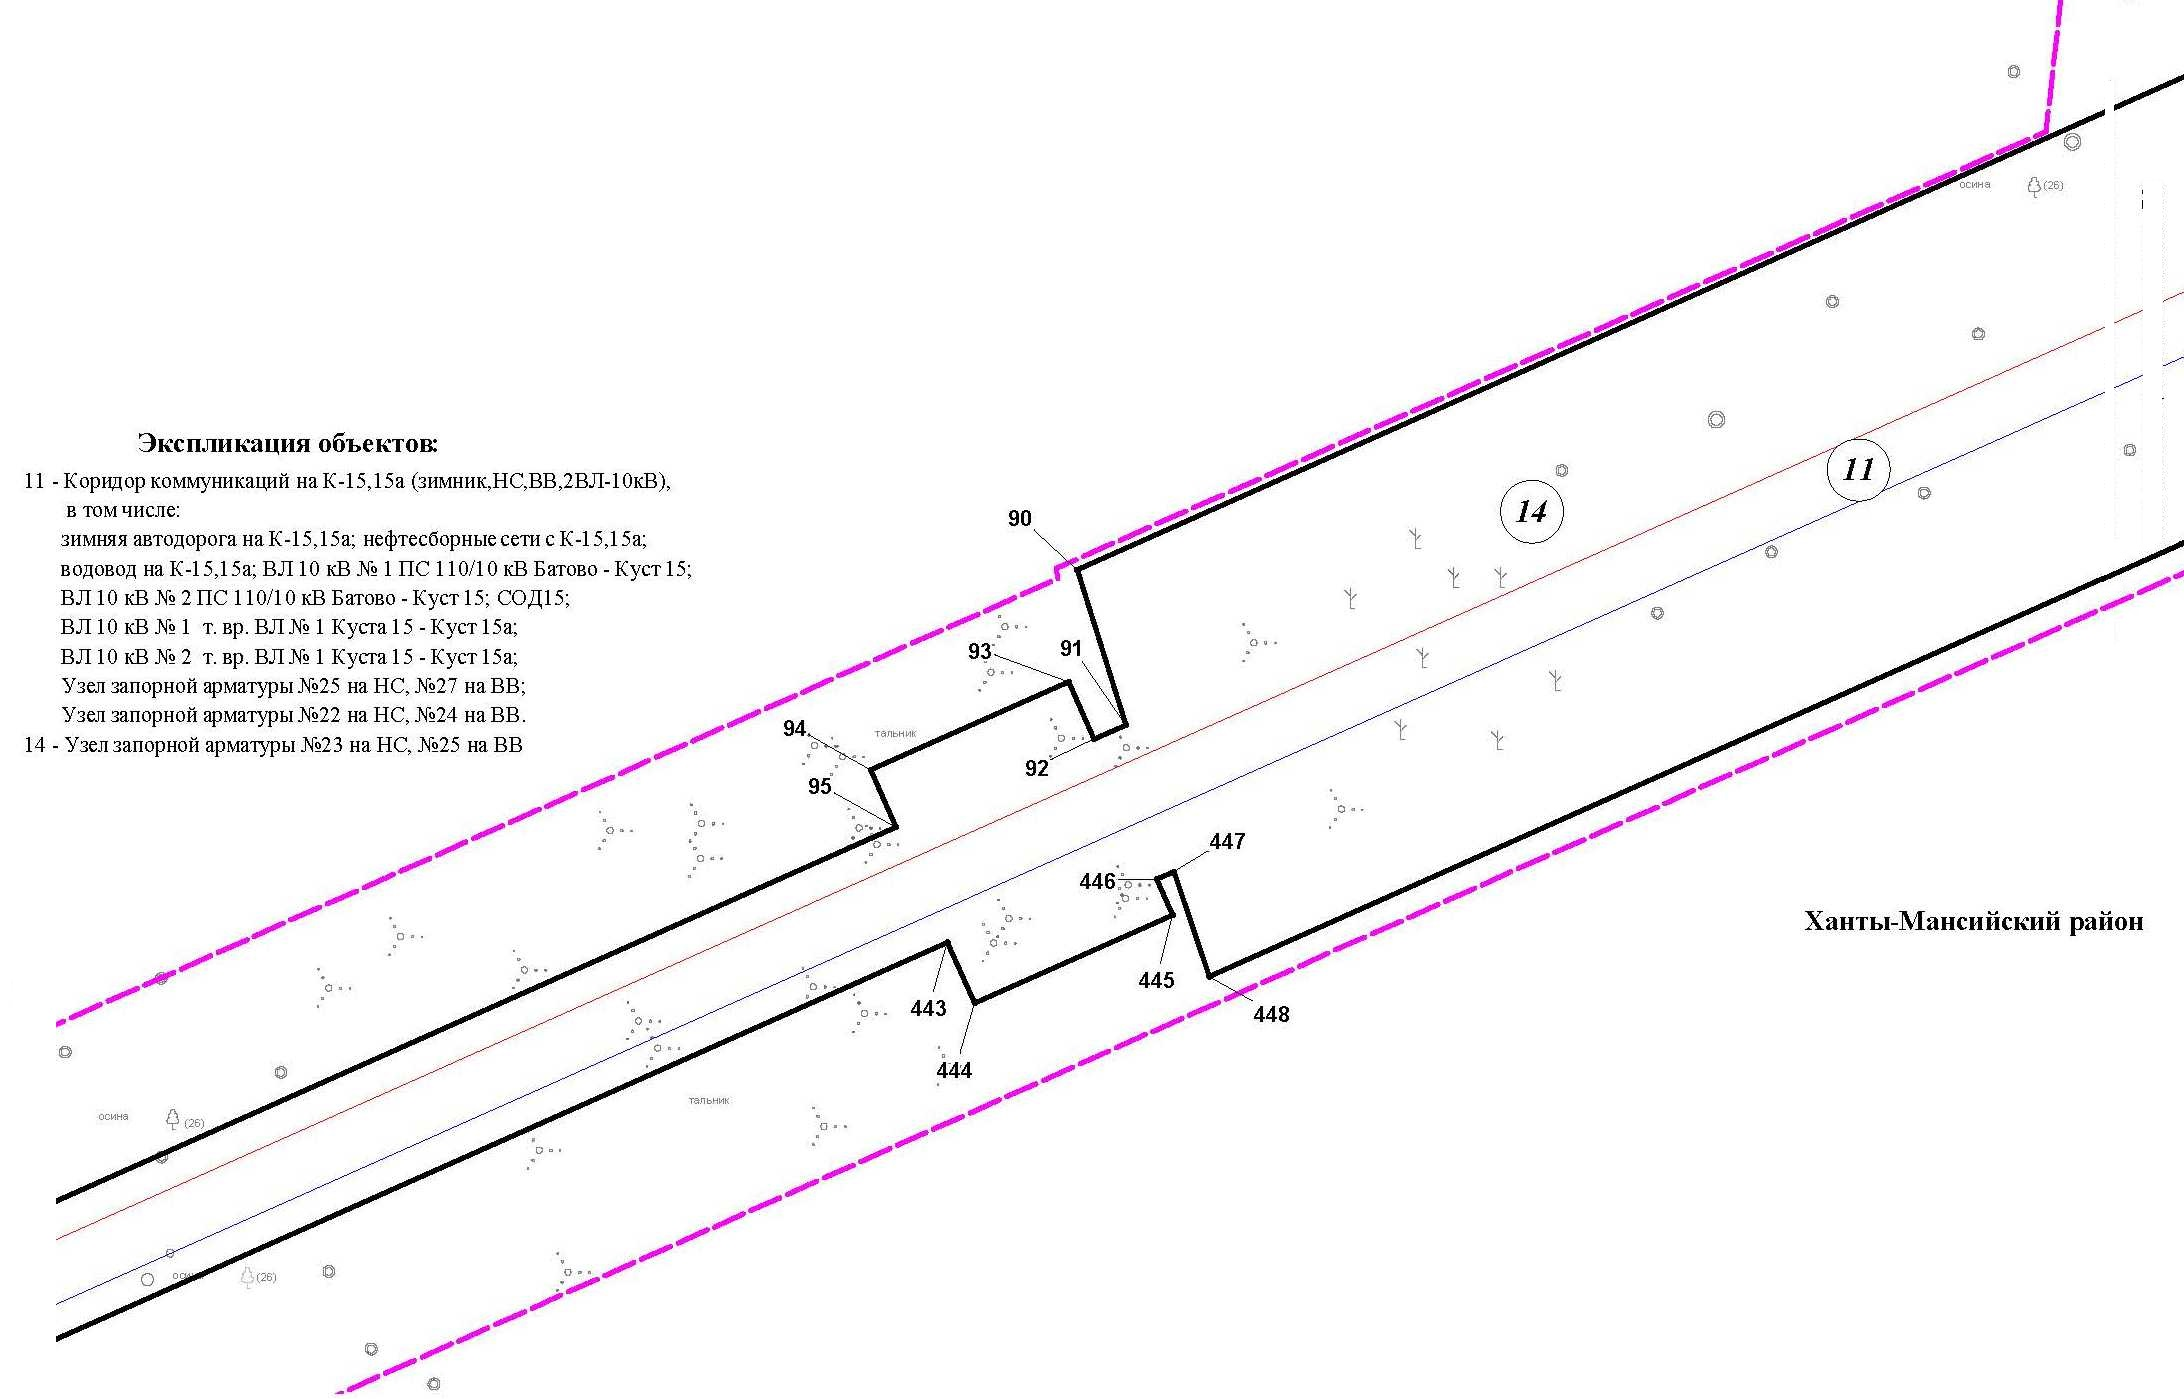 осина
(26)
Экспликация объектов:
11 - Коридор коммуникаций на К-15,15а (зимник,НС,ВВ,2ВЛ-10кВ),
в том числе:
зимняя автодорога на К-15,15а; нефтесборные сети с К-15,15а;
водовод на К-15,15а; ВЛ 10 кВ № 1 ПС 110/10 кВ Батово - Куст 15;
ВЛ 10 кВ № 2 ПС 110/10 кВ Батово - Куст 15; СОД15;
ВЛ 10 кВ № 1 т. вр. ВЛ № 1 Куста 15 - Куст 15а;
ВЛ 10 кВ № 2 т. вр. ВЛ № 1 Куста 15 - Куст 15а;
Узел запорной арматуры №25 на НС, №27 на ВВ;
Узел запорной арматуры №22 на НС, №24 на ВВ.
14 - Узел запорной арматуры №23 на НС, №25 на ВВ
11
14
90
91
93
94
тальник
92
95
447
446
Ханты-Мансийский район
445
443
448
444
тальник
осина
(26)
(26)